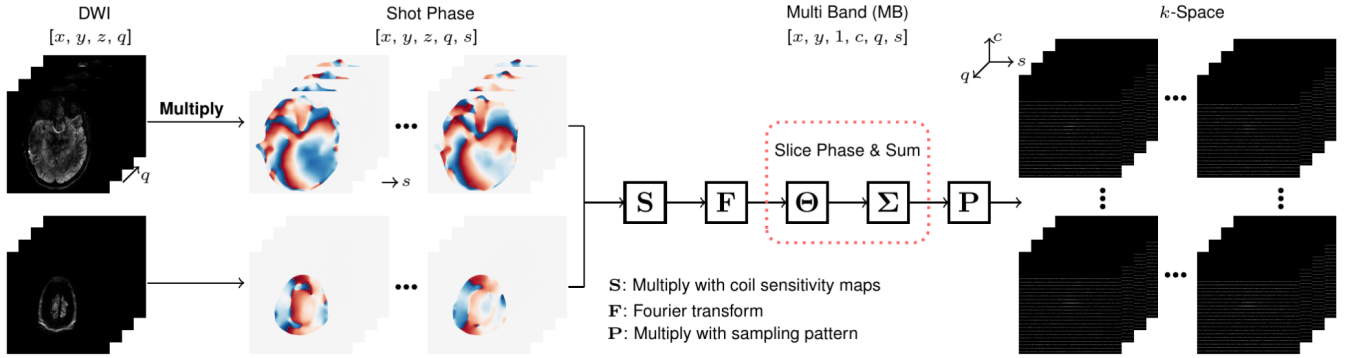 DWI
[x, y, z, q]
Shot Phase
[x, y, z, q, s]
Multi Band (MB)
[x, y, 1, c, q, s]
k-Space
c
s
q
Multiply
•••
•••
q
s
Slice Phase & Sum
S
F
Θ
Σ
P
•••
•••
S: Multiply with coil sensitivity maps
F: Fourier transform
P: Multiply with sampling pattern